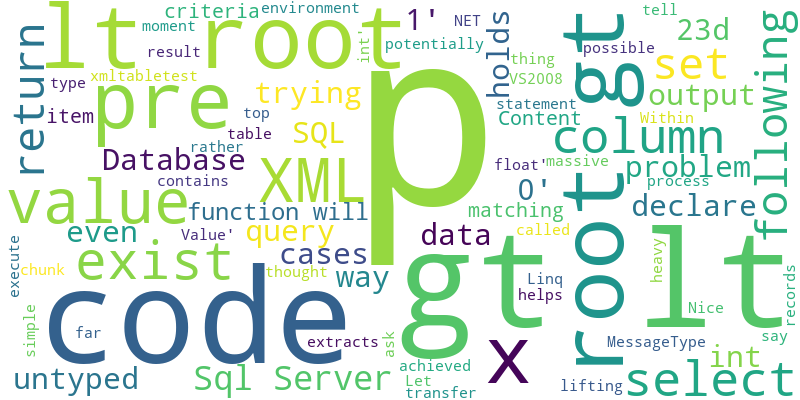 lt
root
p
1'
criteria
environment
moment
NET
tell
23d
following
return
pre
result
int'
potentially
holds
thing
possible
gt
set
type
xmltabletest
VS2008
output
item
trying
top
statement
Content
Within
column
SQL
table
rather
Database
XML
float'
massive
problem
contains
O'
process
value
function will
matching
declare
Value'
query
data
called
root
even
cases
execute
chunk
exist
thought
way
Linq
helps
heavy
lt
records
code
gt
x
Nice
simple
far
extracts
ask
MessageType
say
int
untyped
Sql Server
achieved
Let
transfer
lifting
select